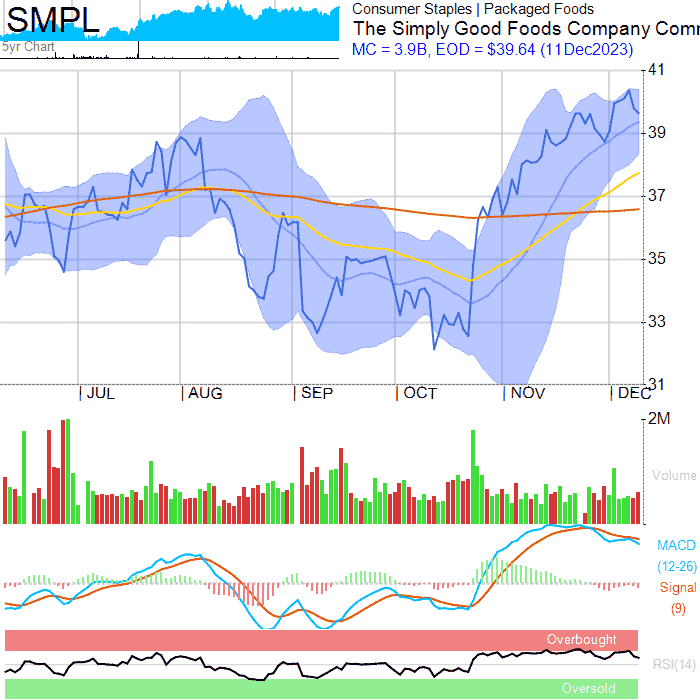 SMPL
5yr Chart
Consumer Staples | Packaged Foods
The Simply Good Foods Company Comr
MC = 3.9B, EOD = $39.64 (11Dec2023)
41
39
37
35
33
31
JUL
AUG
SEP
OCT
NOV
DEC
2M
Volume
MACD
(12-26)
Signal
(9)
Overbought
RSI(14)
Oversold